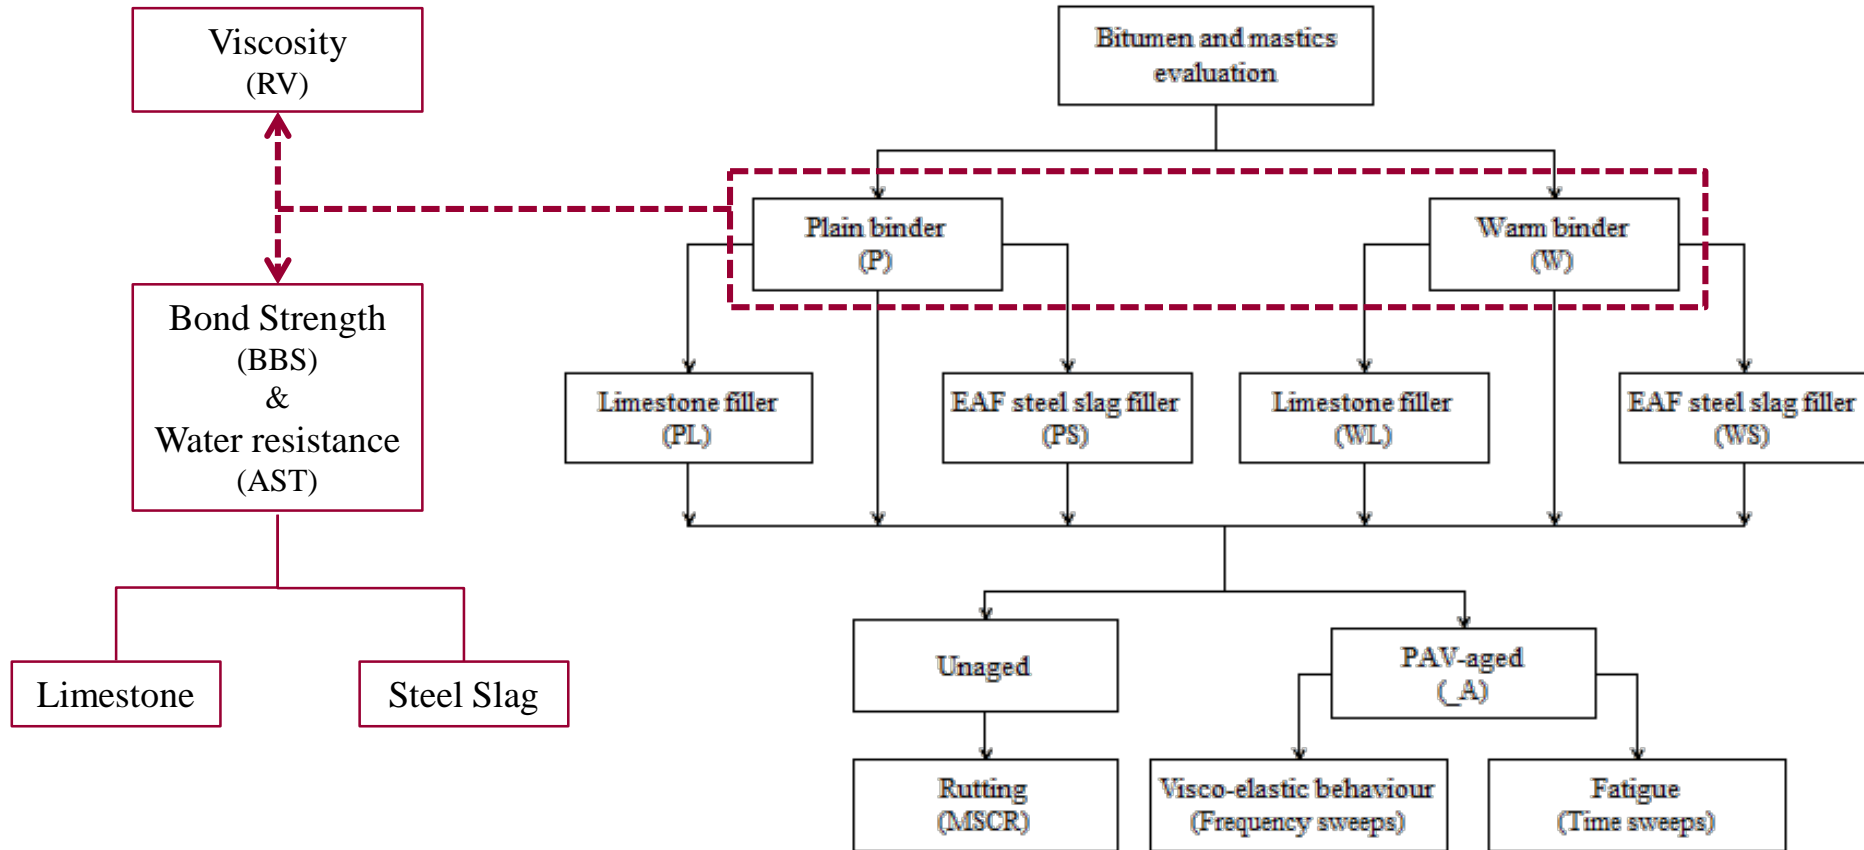 Viscosity
(RV)
Bond Strength
(BBS)
&
Water resistance
(AST)
Limestone
Steel Slag
Bitumen and mastics
evaluation
Plain binder
(P)
Warm binder
(W)
Limestone filler
(PL)
EAF steel slag filler
(PS)
Limestone filler
(WL)
EAF steel slag filler
(WS)
Unaged
PAV-aged
(_A)
Rutting
(MSCR)
Visco-elastic behaviour
(Frequency sweeps)
Fatigue
(Time sweeps)